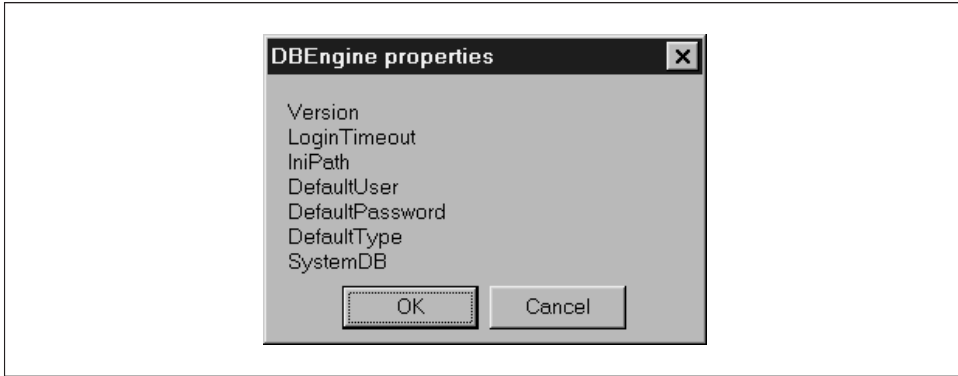 DBEngine properties
Version
LoginTimeout
IniPath
DefaultUser
DefaultPassword
DefaultType
SystemDB
OK Cancel